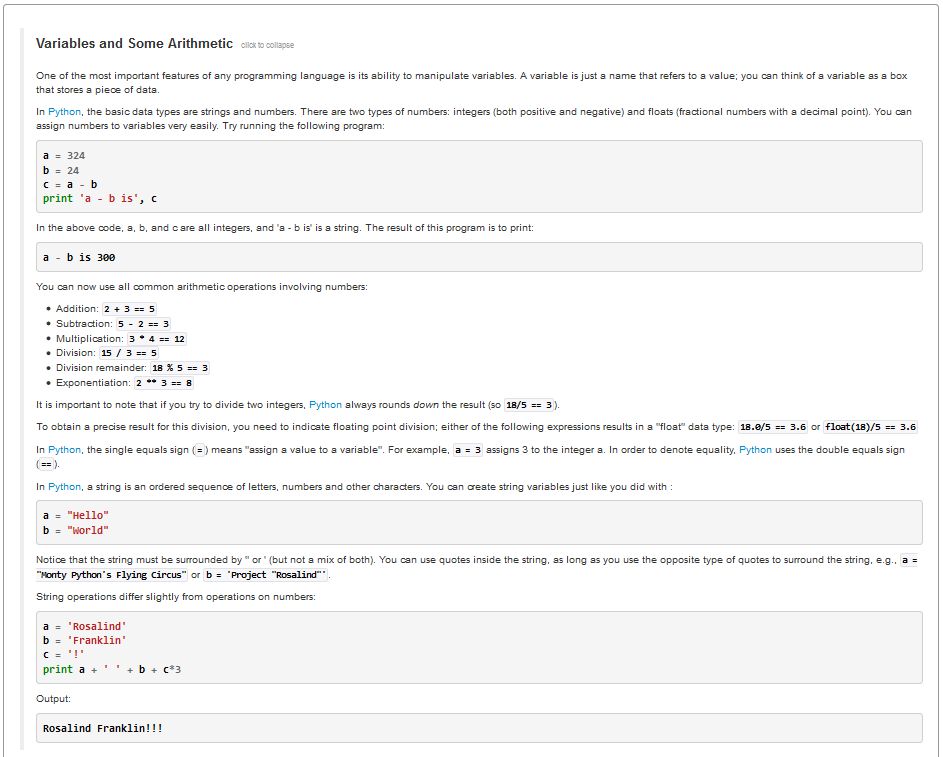 Variables and Some Arithmetic click to collapse
One of the most important features of any programming language is its ability to manipulate variables. A variable is just a name that refers to a value; you can think of a variable as a box
that stores a piece of data.
In Python, the basic data types are strings and numbers. There are two types of numbers: integers (both positive and negative) and floats (fractional numbers with a decimal point). You can
assign numbers to variables very easily. Try running the following program:
a = 324
b = 24
c = a - b
print 'a - b is', c
In the above code, a, b, and c are all integers, and 'a - b is' is a string. The result of this program is to print:
a - b is 300
You can now use all common arithmetic operations involving numbers:
• Addition: 2 + 3 == 5
• Subtraction: 5 - 2 == 3
• Multiplication: 3 * 4 == 12
• Division: 15 / 3 == 5
• Division remainder: 18 % 5 == 3
• Exponentiation: 2 ** 3 == 8
It is important to note that if you try to divide two integers, Python always rounds down the result (so 18/5 == 3).
To obtain a precise result for this division, you need to indicate floating point division; either of the following expressions results in a "float" data type: 18.0/5 == 3.6 or float(18)/5 == 3.6
In Python, the single equals sign (=) means "assign a value to a variable". For example, a = 3 assigns 3 to the integer a. In order to denote equality, Python uses the double equals sign
(==).
In Python, a string is an ordered sequence of letters, numbers and other characters. You can create string variables just like you did with :
a = "Hello"
b = "World"
Notice that the string must be surrounded by " or ' (but not a mix of both). You can use quotes inside the string, as long as you use the opposite type of quotes to surround the string, e.g., a =
"Monty Python's Flying Circus" or b = 'Project "Rosalind"'.
String operations differ slightly from operations on numbers:
a = 'Rosalind'
b = 'Franklin'
c = '!'
print a + ' ' + b + c*3
Output:
Rosalind Franklin!!!